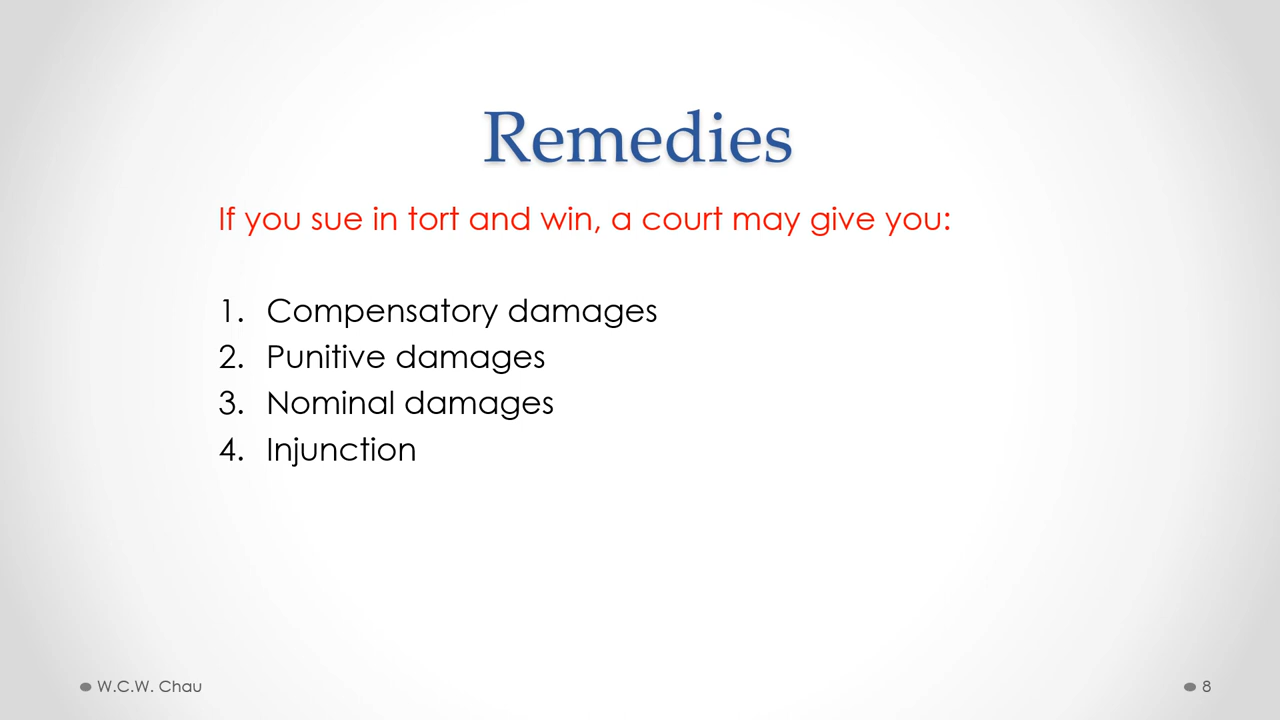 Remedies
If you sue in tort and win, a court may give you:
1. Compensatory damages
2. Punitive damages
3. Nominal damages
4. Injunction
W.C.W. Chau
8